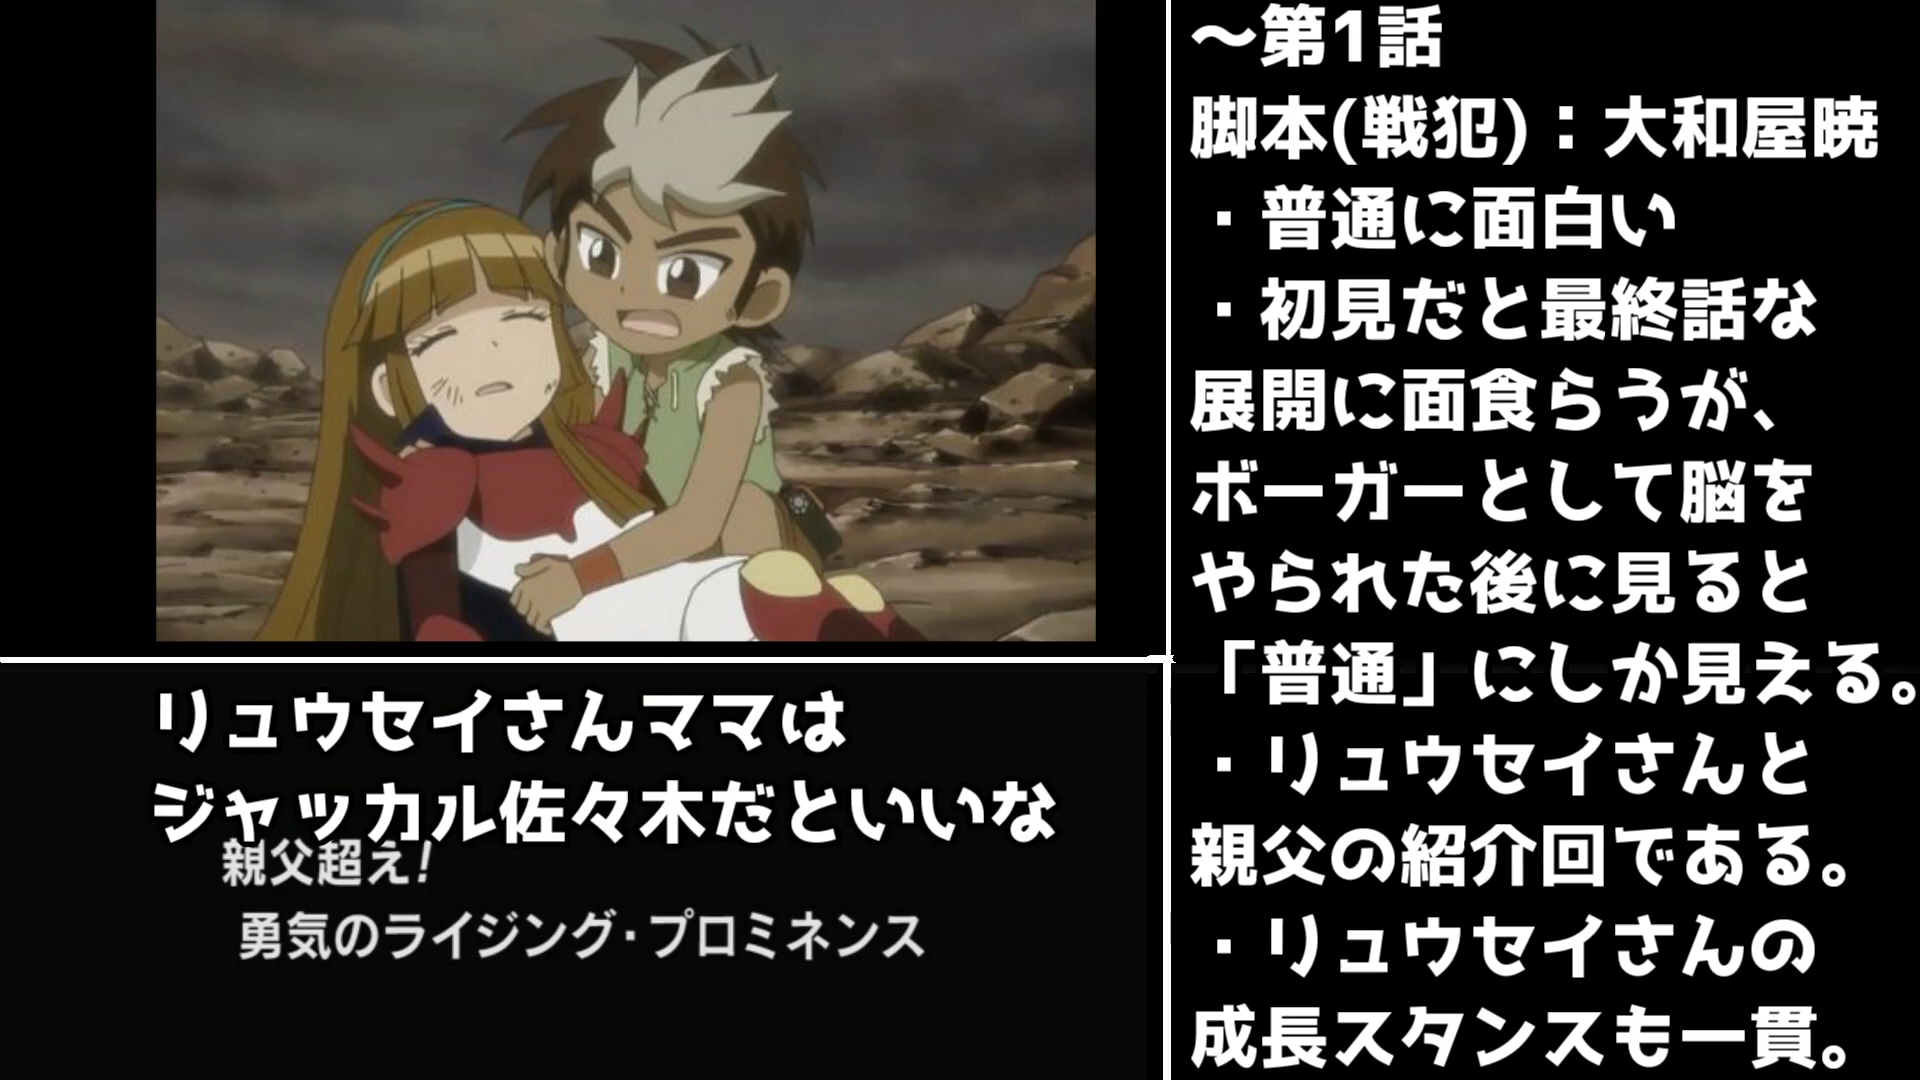 〜第1話
脚本(戦犯)：大和屋暁
・普通に面白い
・初見だと最終話な
展開に面食らうが、
ボーガーとして脳を
やられた後に見ると
「普通」にしか見える。
・リュウセイさんと
親父の紹介回である。
・リュウセイさんの
成長スタンスも一貫。
リュウセイさんママは
ジャッカル佐々木だといいな
親父超え!
勇気のライジング・プロミネンス